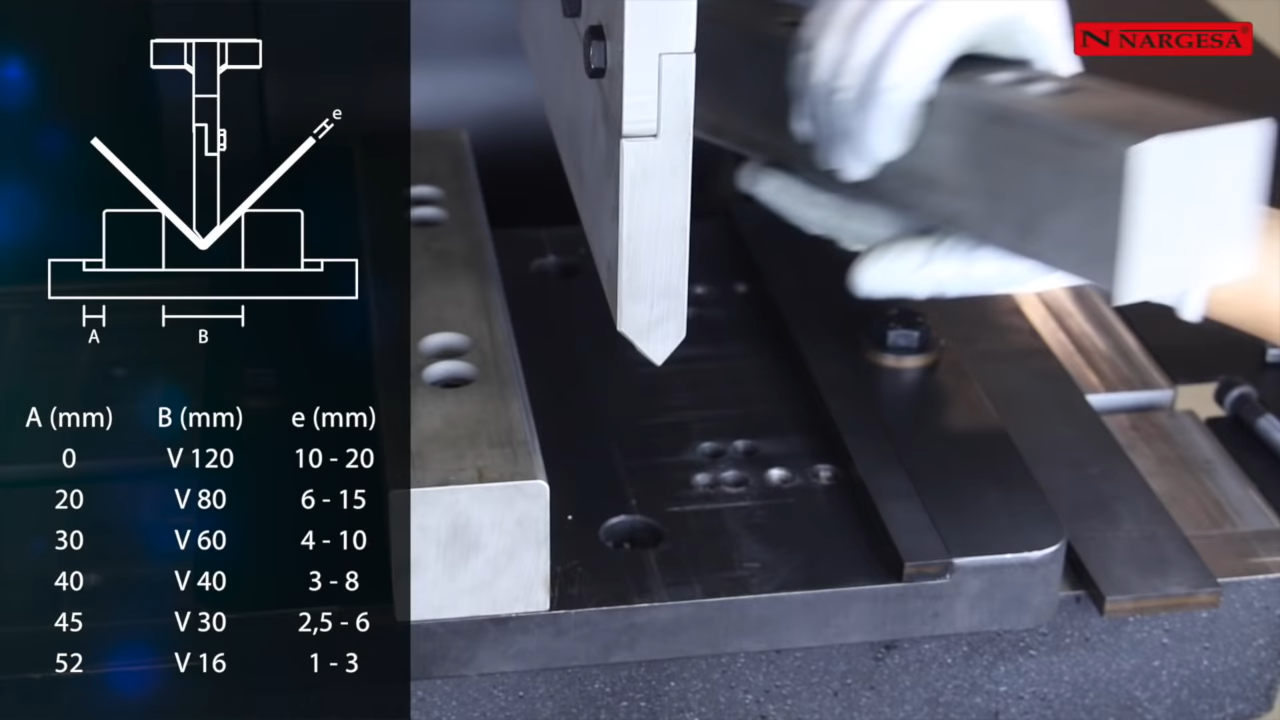 NARGESA
e
A
B
A (mm) B (mm) e (mm)
0 V 120 10 - 20
20 V 80 6 - 15
30 V 60 4 - 10
40 V 40 3 - 8
45 V 30 2,5 - 6
52 V 16 1 - 3